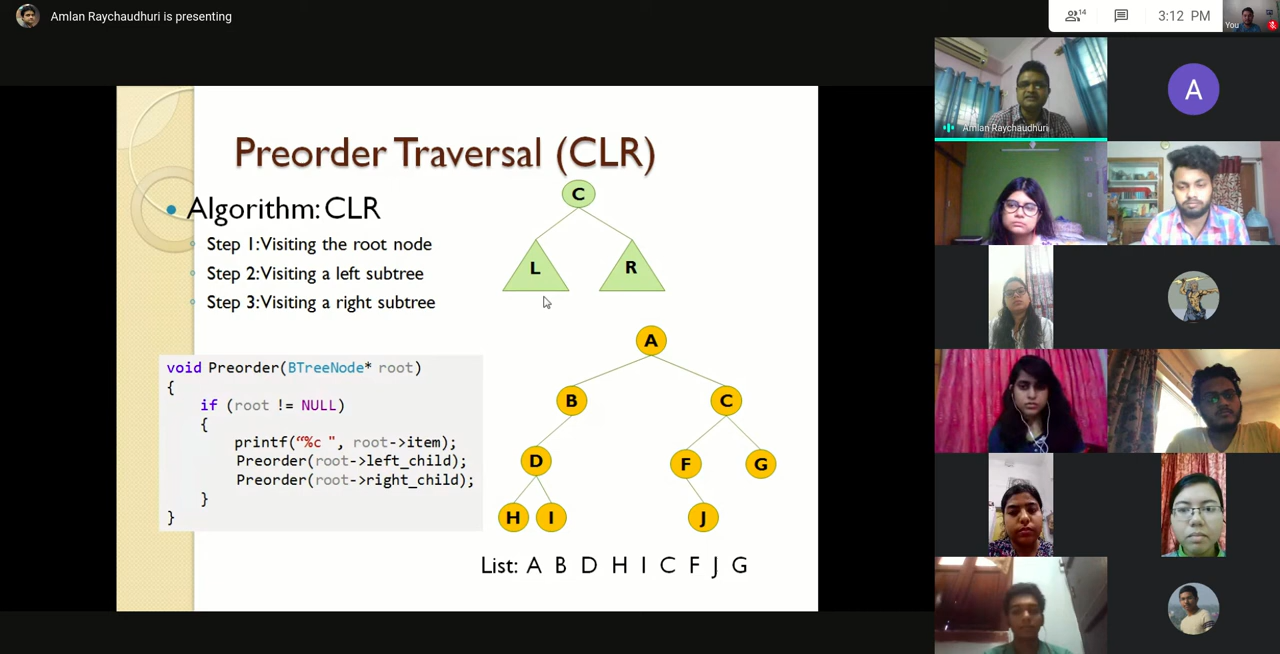 Amlan Raychaudhuri is presenting
14
3:12 PM
You
Preorder Traversal (CLR)
Algorithm: CLR
Step 1: Visiting the root node
Step 2: Visiting a left subtree
Step 3: Visiting a right subtree
C
L R
void Preorder(BTreeNode* root)
{
if (root != NULL)
{
printf(“%c ", root->item);
Preorder(root->left_child);
Preorder(root->right_child);
}
}
A
B C
D F G
H I J
List: A B D H I C F J G
Amlan Raychaudhuri
A